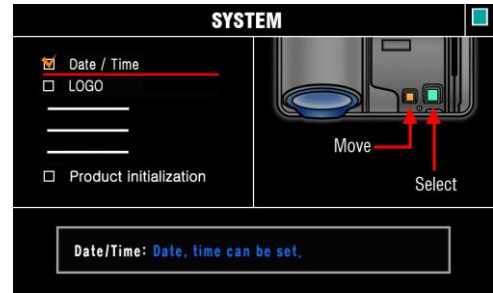 SYSTEM
Date / Time
LOGO
Product initialization
Move
Select
Date/Time: Date, time can be set.